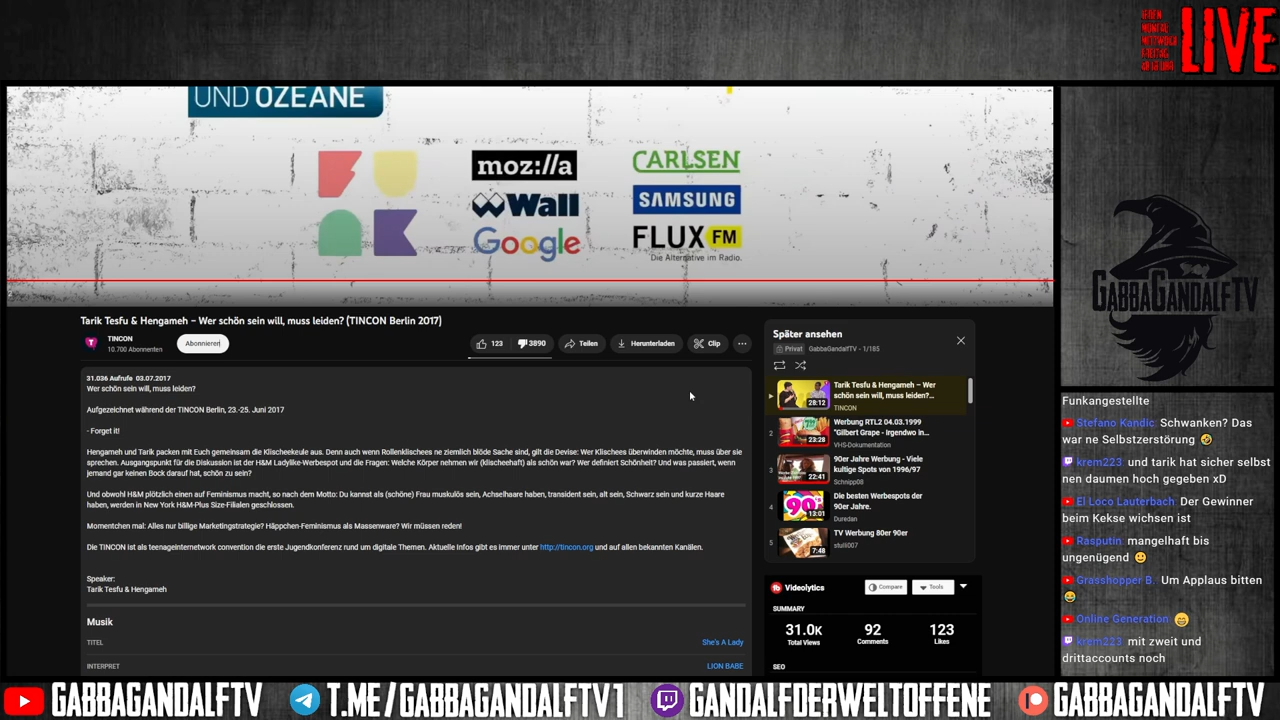 JEDEN
MONTAG
MITTWOCH
FREITAG
LIVE
UND OZEANE
moz://a
CARLSEN
Wall
SAMSUNG
Google
FLUX FM
Die Alternative im Radio.
Tarik Tesfu & Hengameh – Wer schön sein will, muss leiden? (TINCON Berlin 2017)
TINCON
10.700 Abonnenten
Abonnieren
123
3890
Teilen
Herunterladen
Clip
31.036 Aufrufe 03.07.2017
Wer schön sein will, muss leiden?
Aufgezeichnet während der TINCON Berlin, 23.-25. Juni 2017
- Forget it!
Hengameh und Tarik packen mit Euch gemeinsam die Klischeekeule aus. Denn auch wenn Rollenklischees ne ziemlich blöde Sache sind, gilt die Devise: Wer Klischees überwinden möchte, muss über sie
sprechen. Ausgangspunkt für die Diskussion ist der H&M Ladylike-Werbespot und die Fragen: Welche Körper nehmen wir (klischeehaft) als schön war? Wer definiert Schönheit? Und was passiert, wenn
jemand gar keinen Bock darauf hat, schön zu sein?
Und obwohl H&M plötzlich einen auf Feminismus macht, so nach dem Motto: Du kannst als (schöne) Frau muskulös sein, Achselhaare haben, transident sein, alt sein, Schwarz sein und kurze Haare
haben, werden in New York H&M-Plus Size-Filialen geschlossen.
Momentchen mal: Alles nur billige Marketingstrategie? Häppchen-Feminismus als Massenware? Wir müssen reden!
Die TINCON ist als teenageinternetwork convention die erste Jugendkonferenz rund um digitale Themen. Aktuelle Infos gibt es immer unter http://tincon.org und auf allen bekannten Kanälen.
Speaker:
Tarik Tesfu & Hengameh
Musik
TITEL
She's A Lady
INTERPRET
LION BABE
Später ansehen
Privat
GabbaGandalfTV - 1/185
28:12
Tarik Tesfu & Hengameh – Wer
schön sein will, muss leiden?...
TINCON
2
23:28
Werbung RTL2 04.03.1999
"Gilbert Grape - Irgendwo in...
VHS-Dokumentation
3
22:41
90er Jahre Werbung - Viele
kultige Spots von 1996/97
Schnipp08
4
90
13:01
Die besten Werbespots der
90er Jahre.
Duredan
5
7:48
TV Werbung 80er 90er
sfulli007
Videolytics
Compare
Tools
SUMMARY
31.0K
Total Views
92
Comments
123
Likes
SEO
GABBAGANDALFTV
Funkangestellte
Stefano Kandic: Schwanken? Das
war ne Selbstzerstörung
krem223: und tarik hat sicher selbst
nen daumen hoch gegeben xD
El Loco Lauterbach: Der Gewinner
beim Kekse wichsen ist
Rasputin: mangelhaft bis
ungenügend
Grasshopper B.: Um Applaus bitten
Online Generation:
krem223: mit zweit und
drittaccounts noch
GABBAGANDALFTV
T.ME/GABBAGANDALFTV1
GANDALFDERWELTOFFENE
GABBAGANDALFTV